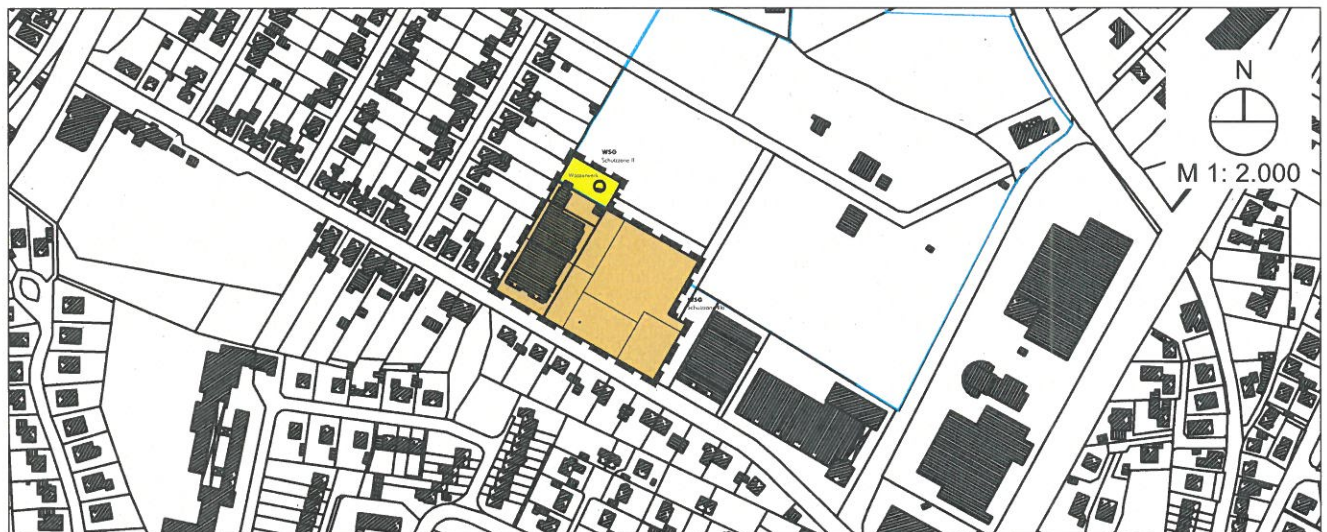 N
M 1: 2.000
WSG
Schutzzone II
Wasserwerk
WSG